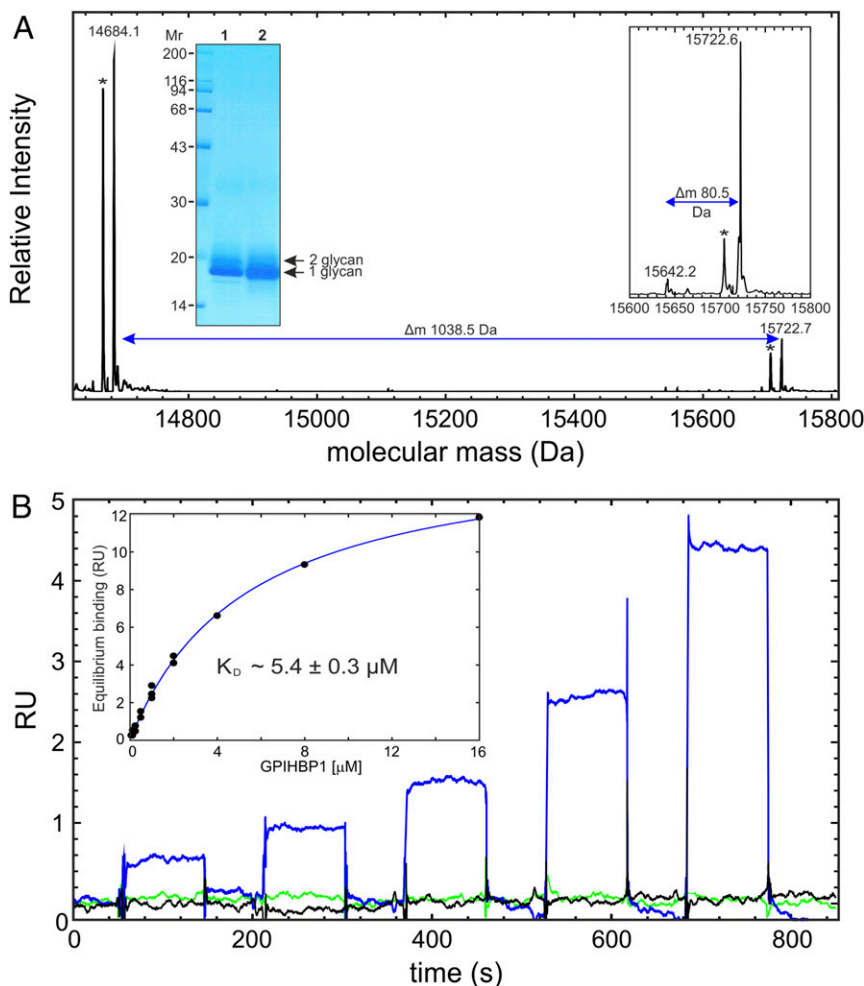 A
Relative Intensity
14684.1
*
Mr 1 2
200
116
94
68
43
30
20
14
2 glycan
1 glycan
15722.6
Δm 80.5
Da
*
15642.2
15600 15650 15700 15750 15800
15722.7
*
Δm 1038.5 Da
14800 15000 15200 15400 15600 15800
molecular mass (Da)
B
RU
5
4
3
2
1
0
Equilibrium binding (RU)
12
10
8
6
4
2
0
K_D ~ 5.4 ± 0.3 µM
0 4 8 12 16
GPIHBP1 [µM]
0 200 400 600 800
time (s)